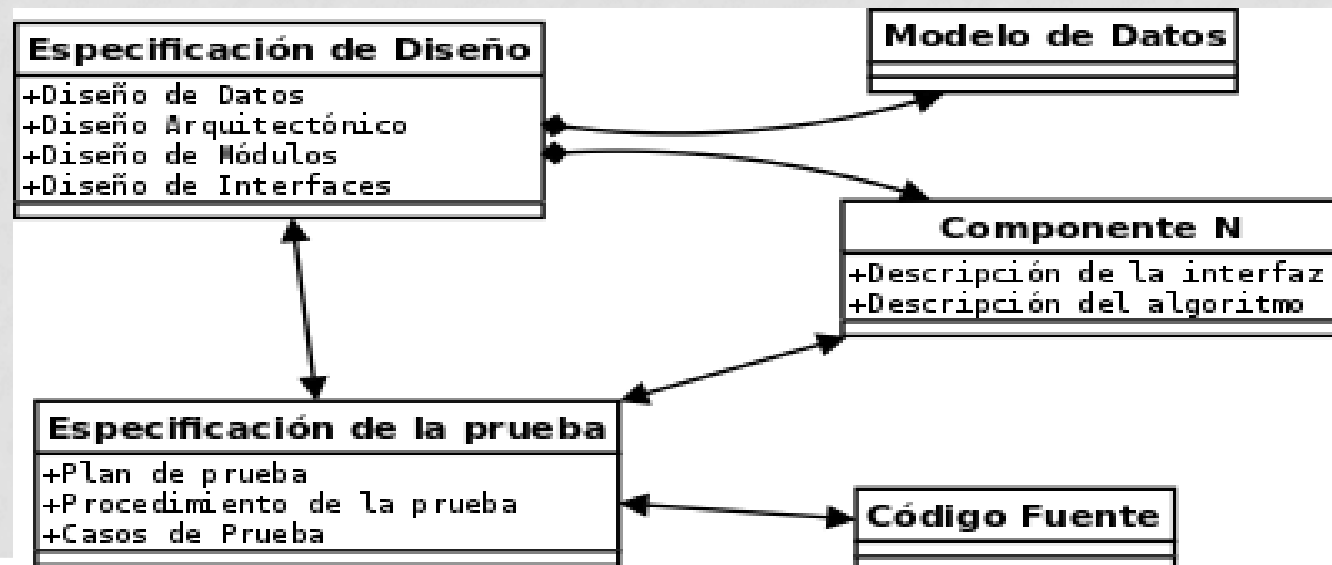 Especificación de Diseño
+Diseño de Datos
+Diseño Arquitectónico
+Diseño de Módulos
+Diseño de Interfaces
Modelo de Datos
Componente N
+Descripción de la interfaz
+Descripción del algoritmo
Especificación de la prueba
+Plan de prueba
+Procedimiento de la prueba
+Casos de Prueba
Código Fuente